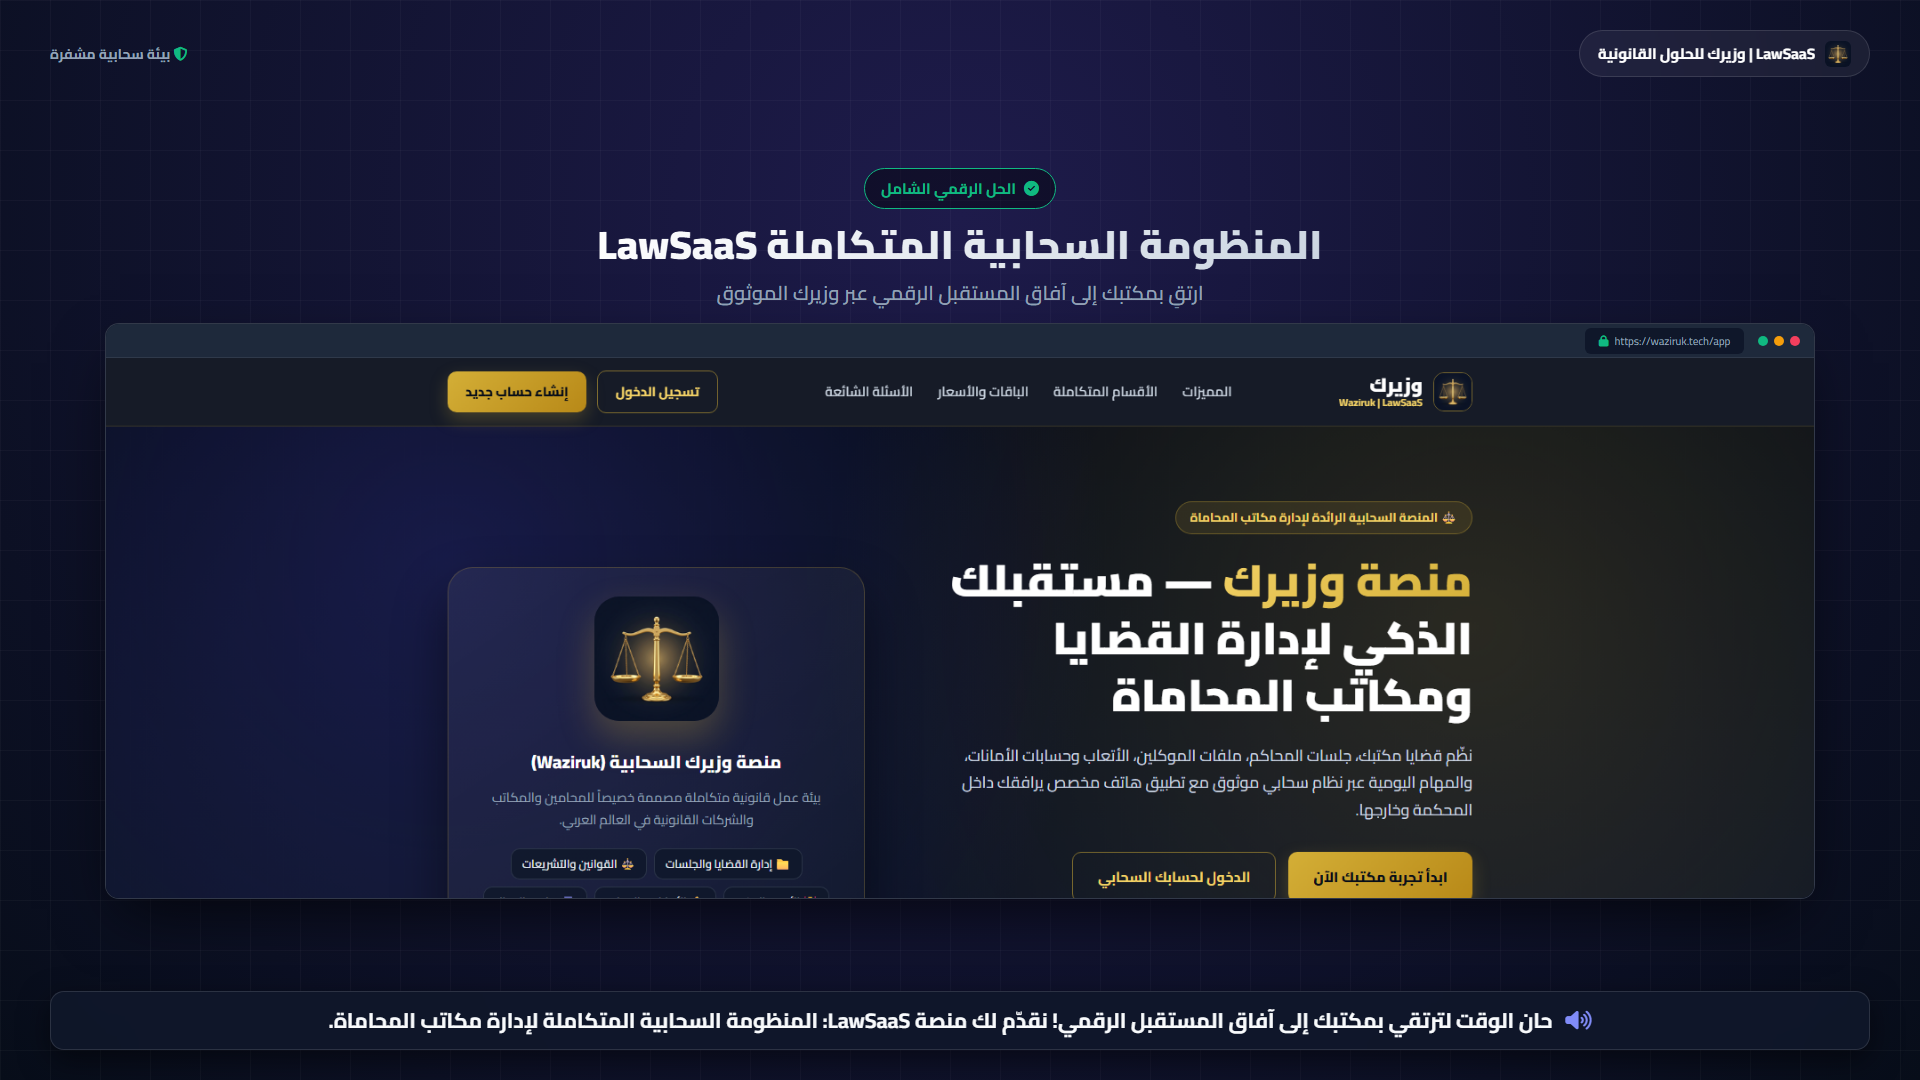 LawSaaS | وزيرك للحلول القانونية
بيئة سحابية مشفرة
الحل الرقمي الشامل
المنظومة السحابية المتكاملة LawSaaS
ارتقِ بمكتبك إلى آفاق المستقبل الرقمي عبر وزيرك الموثوق
https://waziruk.tech/app
وزيرك
Waziruk | LawSaaS
المميزات
الأقسام المتكاملة
الباقات والأسعار
الأسئلة الشائعة
تسجيل الدخول
إنشاء حساب جديد
المنصة السحابية الرائدة لإدارة مكاتب المحاماة
منصة وزيرك — مستقبلك
الذكي لإدارة القضايا
ومكاتب المحاماة
نظّم قضايا مكتبك، جلسات المحاكم، ملفات الموكلين، الأتعاب وحسابات الأمانات،
والمهام اليومية عبر نظام سحابي موثوق مع تطبيق هاتف مخصص يرافقك داخل
المحكمة وخارجها.
ابدأ تجربة مكتبك الآن
الدخول لحسابك السحابي
منصة وزيرك السحابية (Waziruk)
بيئة عمل قانونية متكاملة مصممة خصيصاً للمحامين والمكاتب
والشركات القانونية في العالم العربي.
إدارة القضايا والجلسات
القوانين والتشريعات
حان الوقت لترتقي بمكتبك إلى آفاق المستقبل الرقمي! نقدّم لك منصة LawSaaS: المنظومة السحابية المتكاملة لإدارة مكاتب المحاماة.